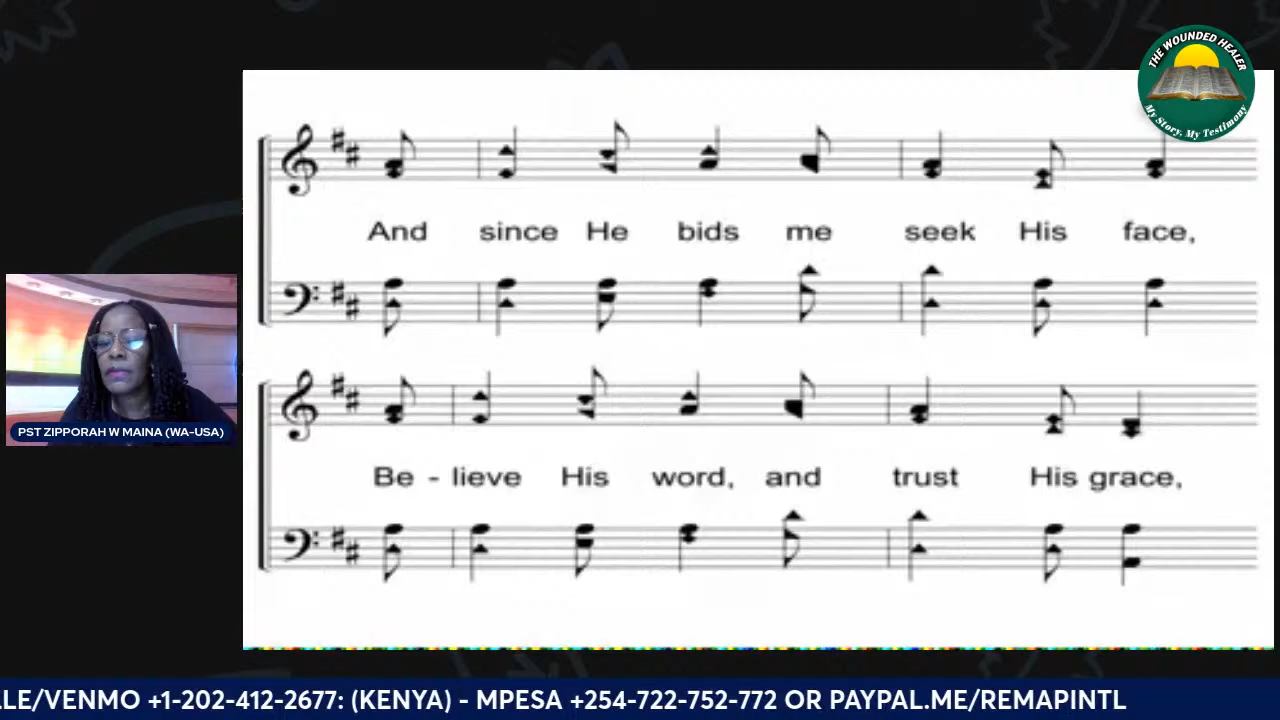 THE WOUNDED HEALER
My Story, My Testimony
And since He bids me seek His face,
Be - lieve His word, and trust His grace,
PST ZIPPORAH W MAINA (WA-USA)
LLE/VENMO +1-202-412-2677: (KENYA) - MPESA +254-722-752-772 OR PAYPAL.ME/REMAPINTL